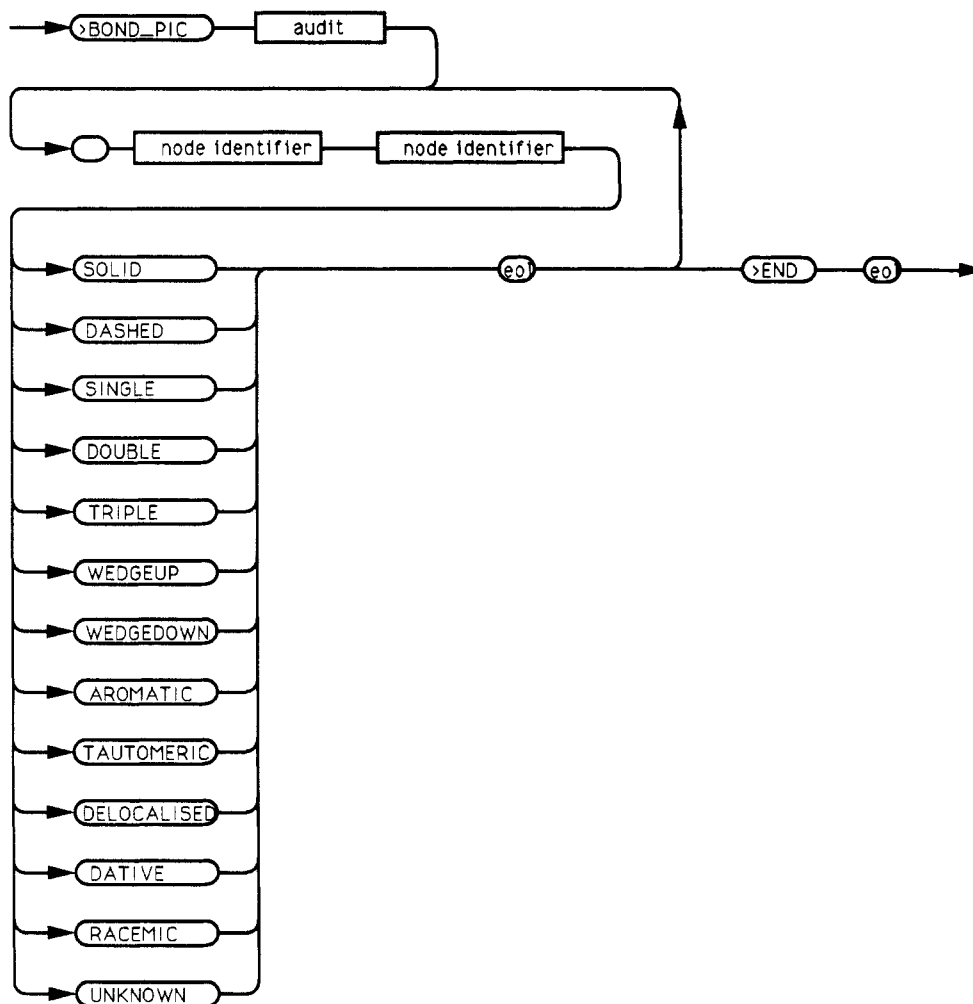 >BOND_PIC audit
node identifier node identifier
SOLID eol >END eol
DASHED
SINGLE
DOUBLE
TRIPLE
WEDGEUP
WEDGEDOWN
AROMATIC
TAUTOMERIC
DELOCALISED
DATIVE
RACEMIC
UNKNOWN